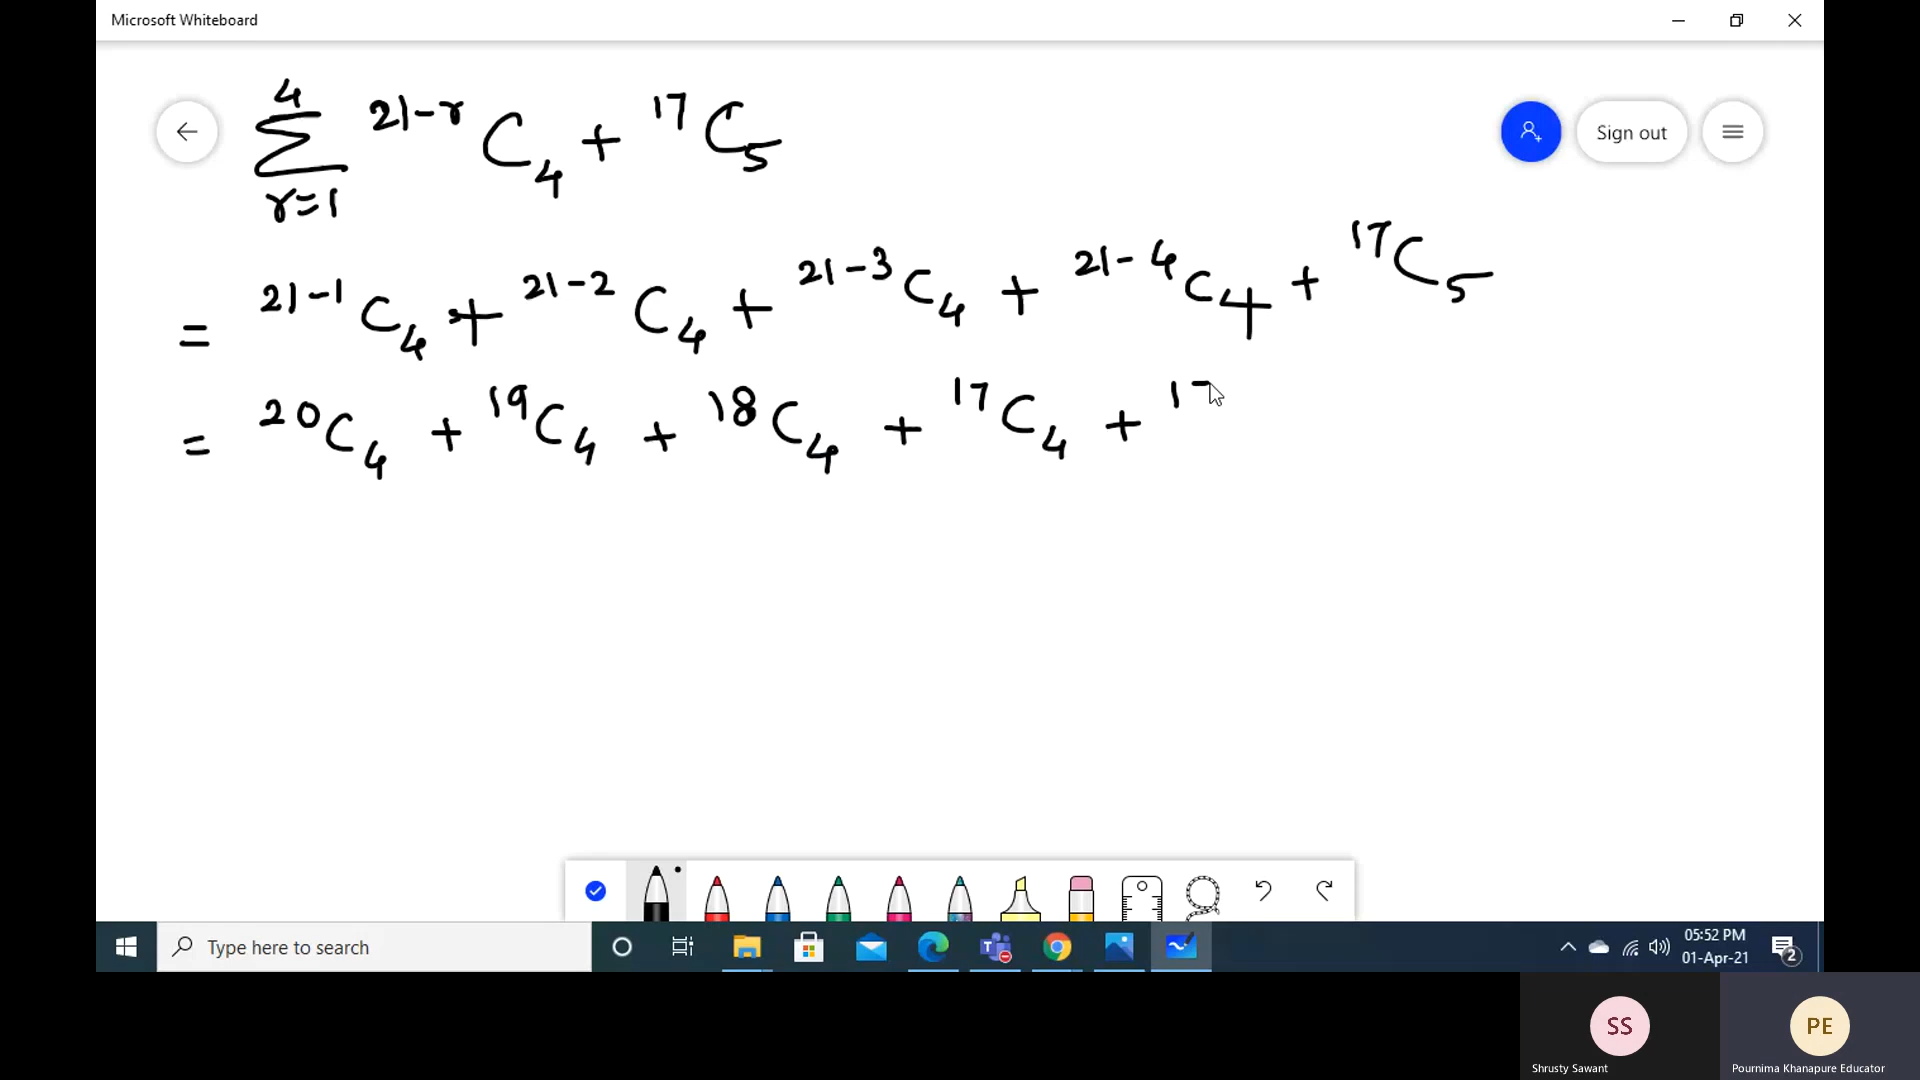 Microsoft Whiteboard
Sign out
4
∑ ²¹⁻ʳC₄ + ¹⁷C₅
r=1
= ²¹⁻¹C₄ + ²¹⁻²C₄ + ²¹⁻³C₄ + ²¹⁻⁴C₄ + ¹⁷C₅
= ²⁰C₄ + ¹⁹C₄ + ¹⁸C₄ + ¹⁷C₄ + ¹⁷
Type here to search
05:52 PM
01-Apr-21
2
SS
PE
Shrusty Sawant
Pournima Khanapure Educator